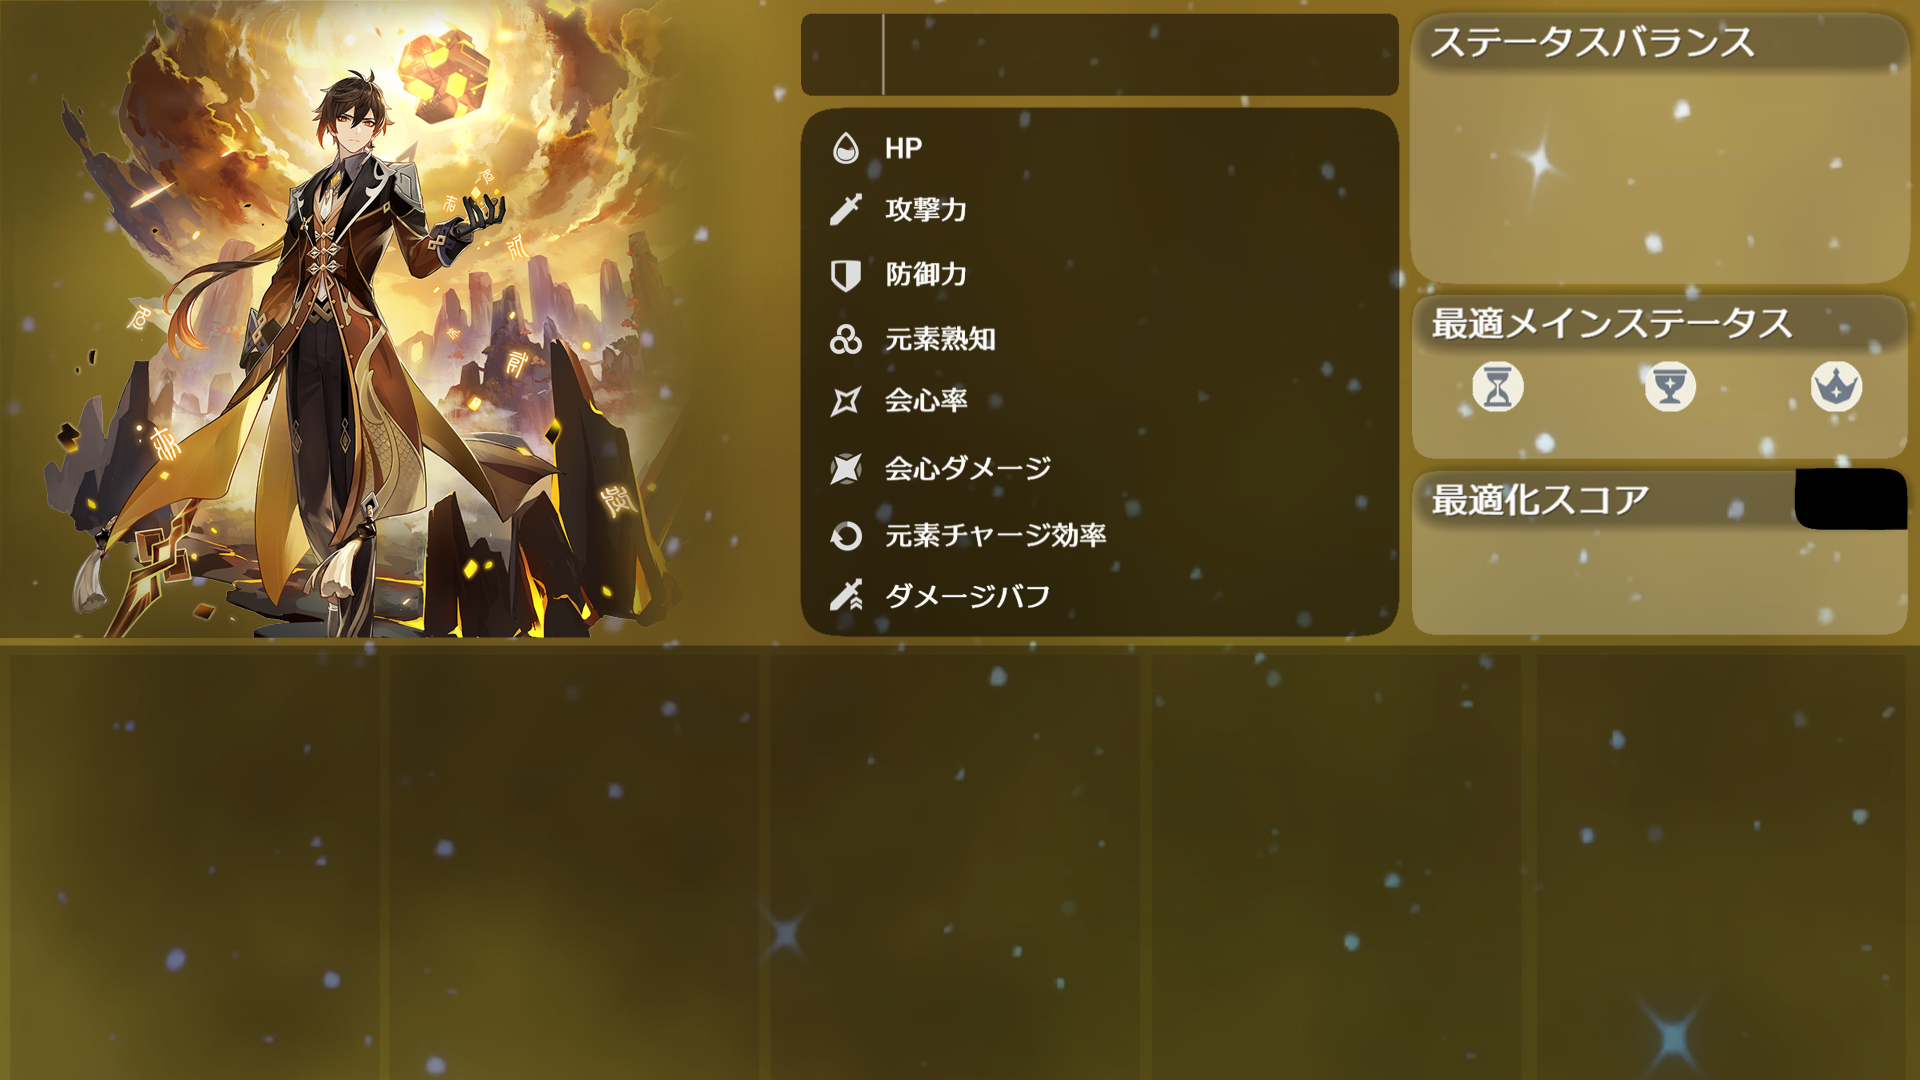 HP
攻撃力
防御力
元素熟知
会心率
会心ダメージ
元素チャージ効率
ダメージバフ
ステータスバランス
最適メインステータス
最適化スコア